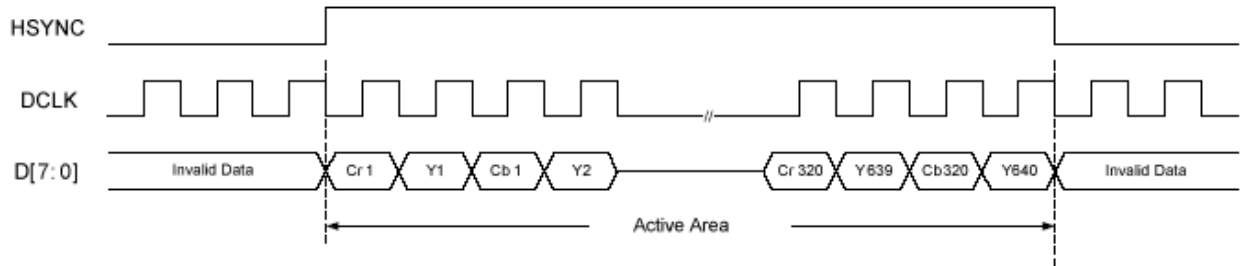 HSYNC
DCLK
//
D[7:0] Invalid Data Cr 1 Y1 Cb 1 Y2 Cr 320 Y639 Cb320 Y640 Invalid Data
Active Area